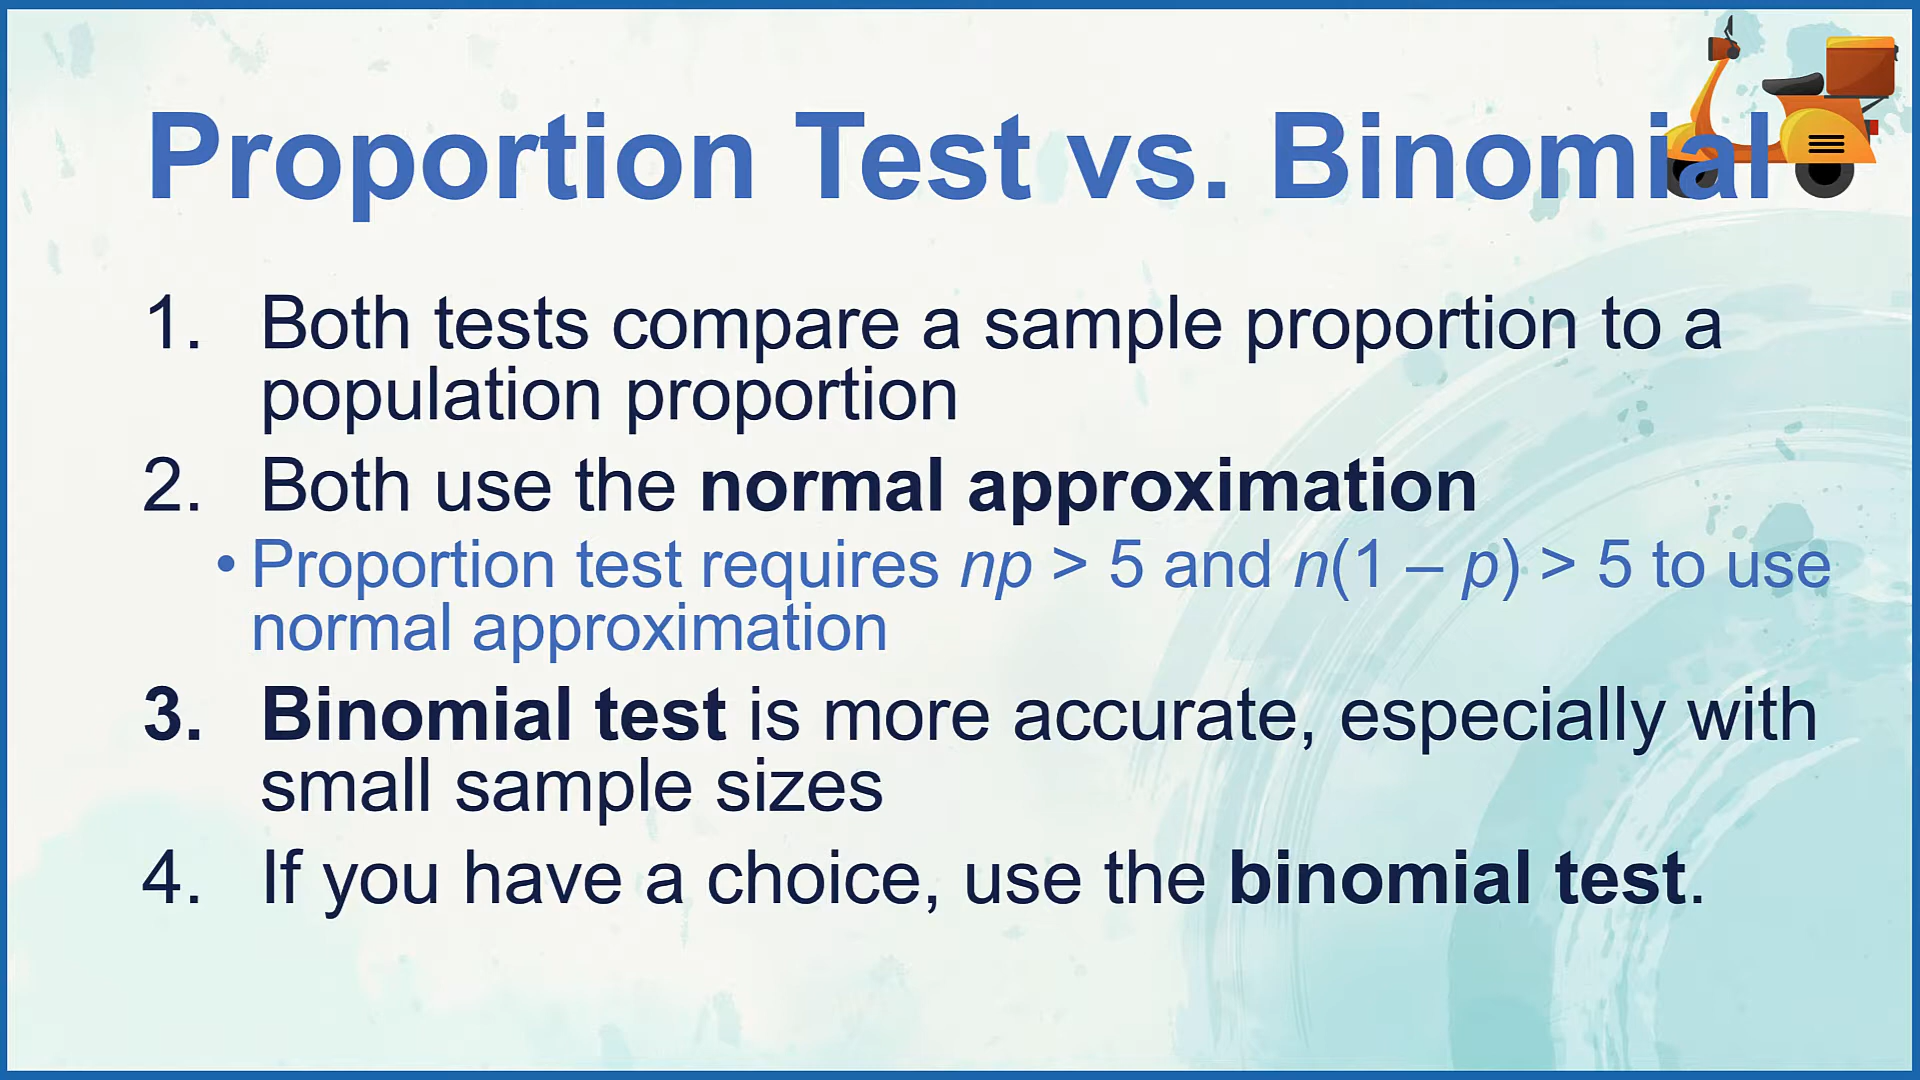 Proportion Test vs. Binomial
1. Both tests compare a sample proportion to a
population proportion
2. Both use the normal approximation
• Proportion test requires np > 5 and n(1 – p) > 5 to use
normal approximation
3. Binomial test is more accurate, especially with
small sample sizes
4. If you have a choice, use the binomial test.